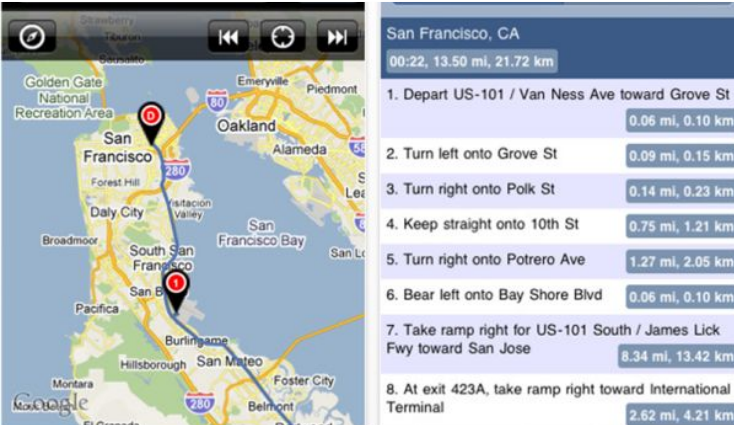 Strawberry
Tiburon
Sausalito
Golden Gate
National
Recreation Area
Emeryville
Piedmont
80
D
Oakland
San
Francisco
Alameda
580
280
Forest Hill
Visitacion
Valley
Daly City
San
Francisco Bay
Broadmoor
South San
Francisco
1
San B
Pacifica
Burlingame
Hillsborough
San Mateo
Foster City
Montara
Google
280
Belmont
El Granada
San Francisco, CA
00:22, 13.50 mi, 21.72 km
1. Depart US-101 / Van Ness Ave toward Grove St
0.06 mi, 0.10 km
2. Turn left onto Grove St
0.09 mi, 0.15 km
3. Turn right onto Polk St
0.14 mi, 0.23 km
4. Keep straight onto 10th St
0.75 mi, 1.21 km
5. Turn right onto Potrero Ave
1.27 mi, 2.05 km
6. Bear left onto Bay Shore Blvd
0.06 mi, 0.10 km
7. Take ramp right for US-101 South / James Lick
Fwy toward San Jose
8.34 mi, 13.42 km
8. At exit 423A, take ramp right toward International
Terminal
2.62 mi, 4.21 km